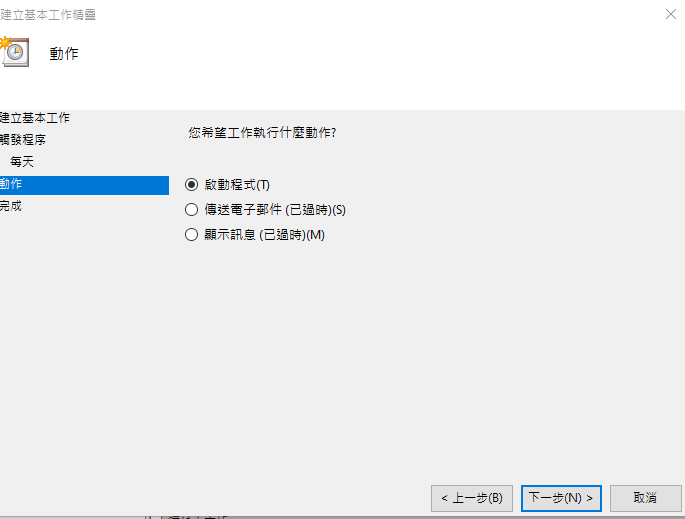 建立基本工作精靈
動作
建立基本工作
觸發程序
每天
動作
完成
您希望工作執行什麼動作?
啟動程式(T)
傳送電子郵件 (已過時)(S)
顯示訊息 (已過時)(M)
< 上一步(B)
下一步(N) >
取消